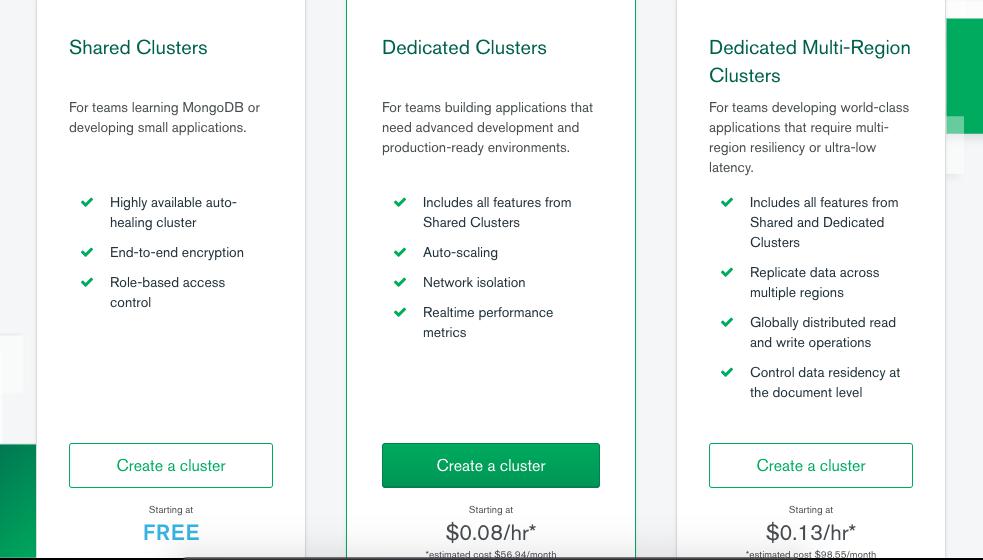 Shared Clusters
For teams learning MongoDB or
developing small applications.
Highly available auto-
healing cluster
End-to-end encryption
Role-based access
control
Create a cluster
Starting at
FREE
Dedicated Clusters
For teams building applications that
need advanced development and
production-ready environments.
Includes all features from
Shared Clusters
Auto-scaling
Network isolation
Realtime performance
metrics
Create a cluster
Starting at
$0.08/hr*
*estimated cost $56.94/month
Dedicated Multi-Region
Clusters
For teams developing world-class
applications that require multi-
region resiliency or ultra-low
latency.
Includes all features from
Shared and Dedicated
Clusters
Replicate data across
multiple regions
Globally distributed read
and write operations
Control data residency at
the document level
Create a cluster
Starting at
$0.13/hr*
*estimated cost $98.55/month